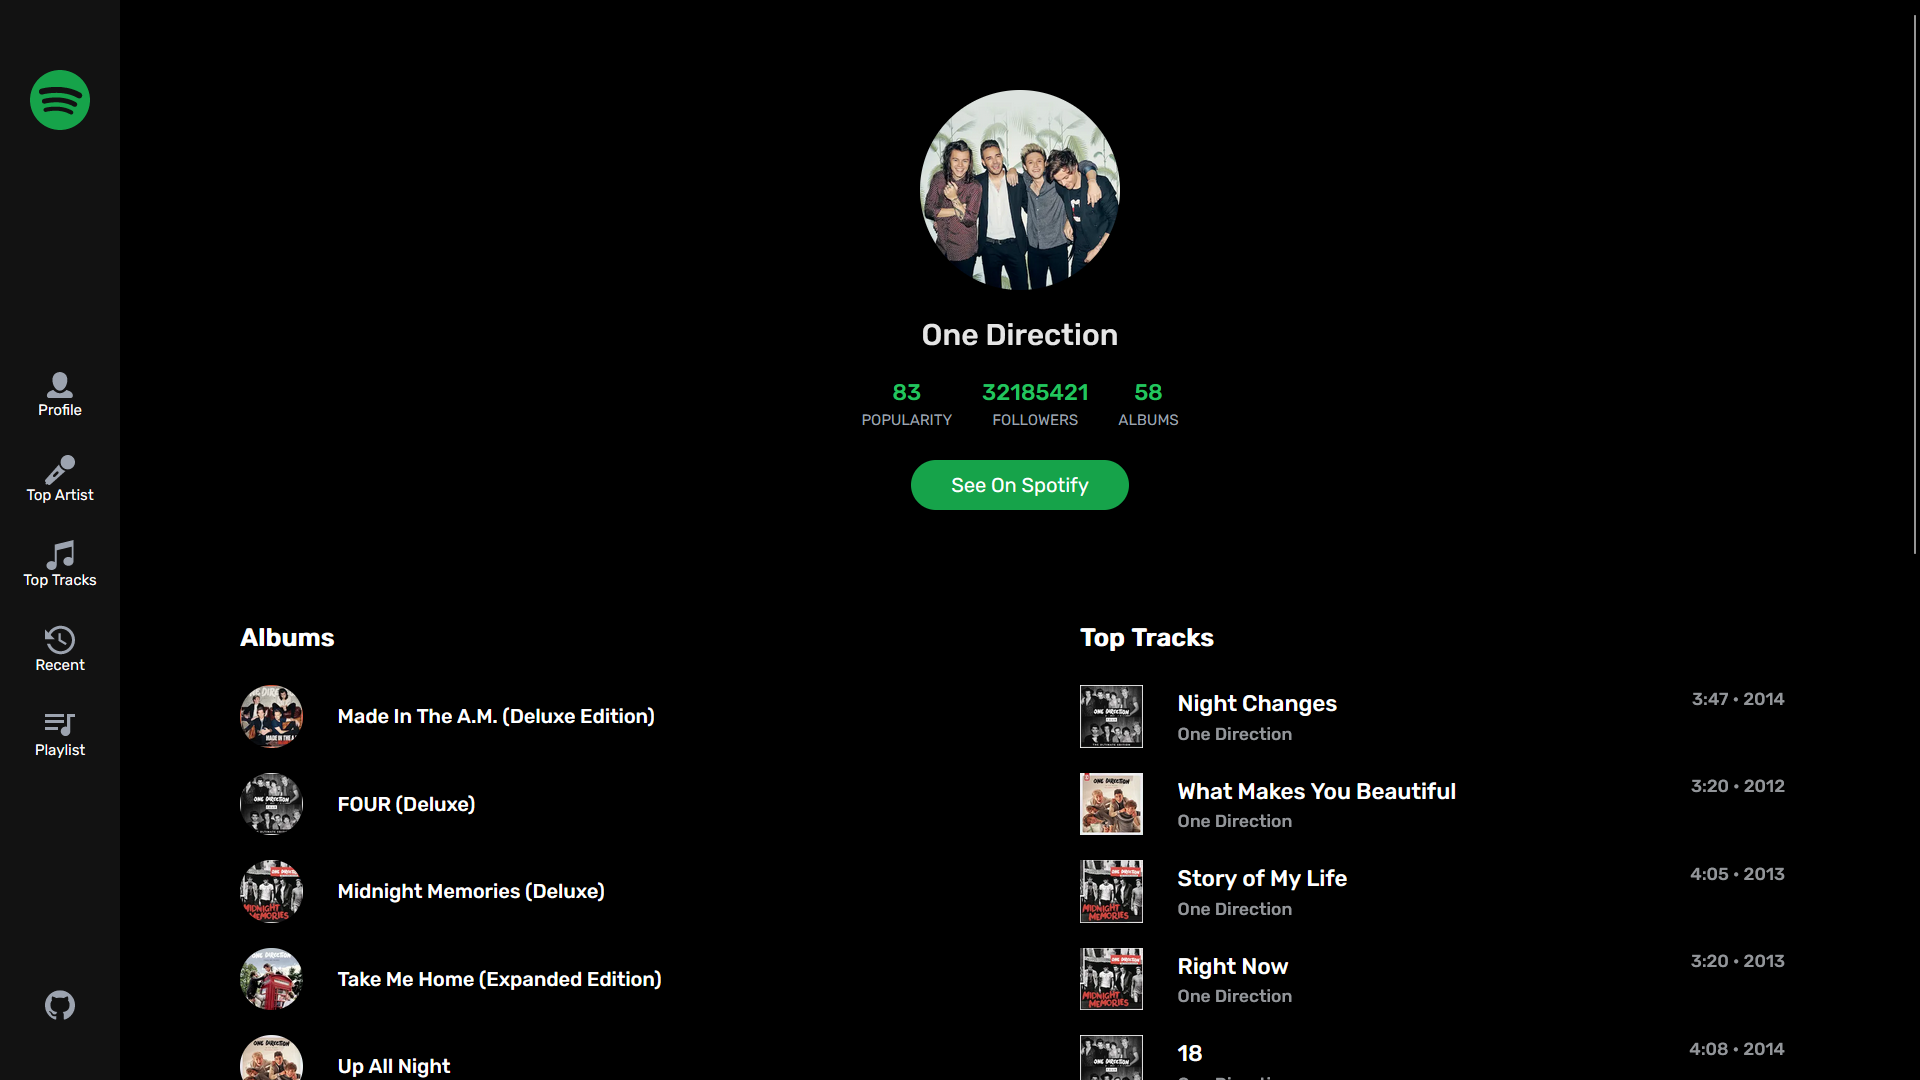 Profile
Top Artist
Top Tracks
Recent
Playlist
One Direction
83 32185421 58
POPULARITY FOLLOWERS ALBUMS
See On Spotify
Albums
Made In The A.M. (Deluxe Edition)
FOUR (Deluxe)
Midnight Memories (Deluxe)
Take Me Home (Expanded Edition)
Up All Night
Top Tracks
Night Changes 3:47 • 2014
One Direction
What Makes You Beautiful 3:20 • 2012
One Direction
Story of My Life 4:05 • 2013
One Direction
Right Now 3:20 • 2013
One Direction
18 4:08 • 2014